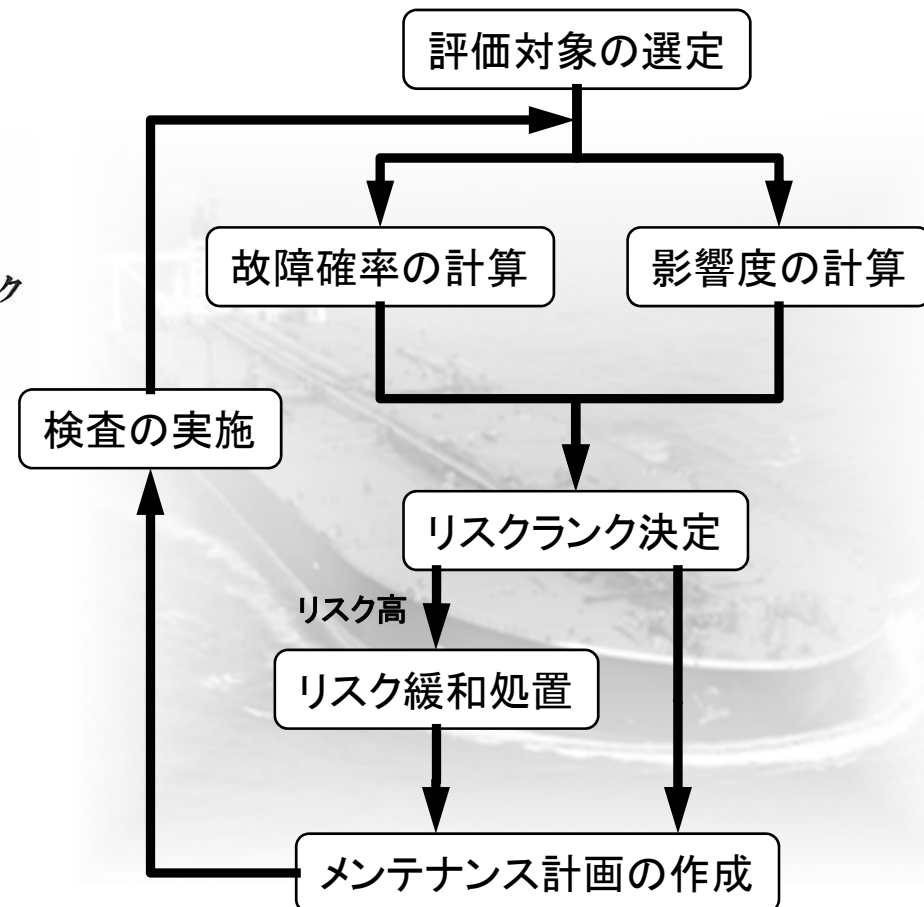 評価対象の選定
故障確率の計算
影響度の計算
ク
検査の実施
リスクランク決定
リスク高
リスク緩和処置
メンテナンス計画の作成